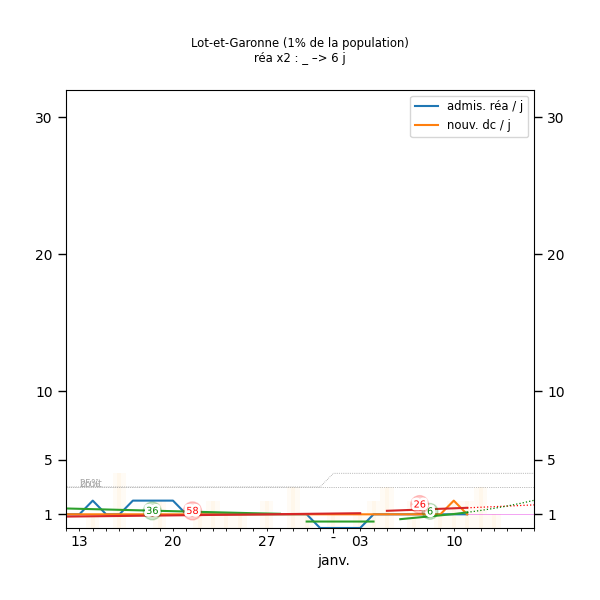 Lot-et-Garonne (1% de la population)
réa x2 : _ –> 6 j
admis. réa / j
nouv. dc / j
30 30
20 20
10 10
5 5
1 1
-36 -58 -26 6
13 20 27 - 03 10
janv.